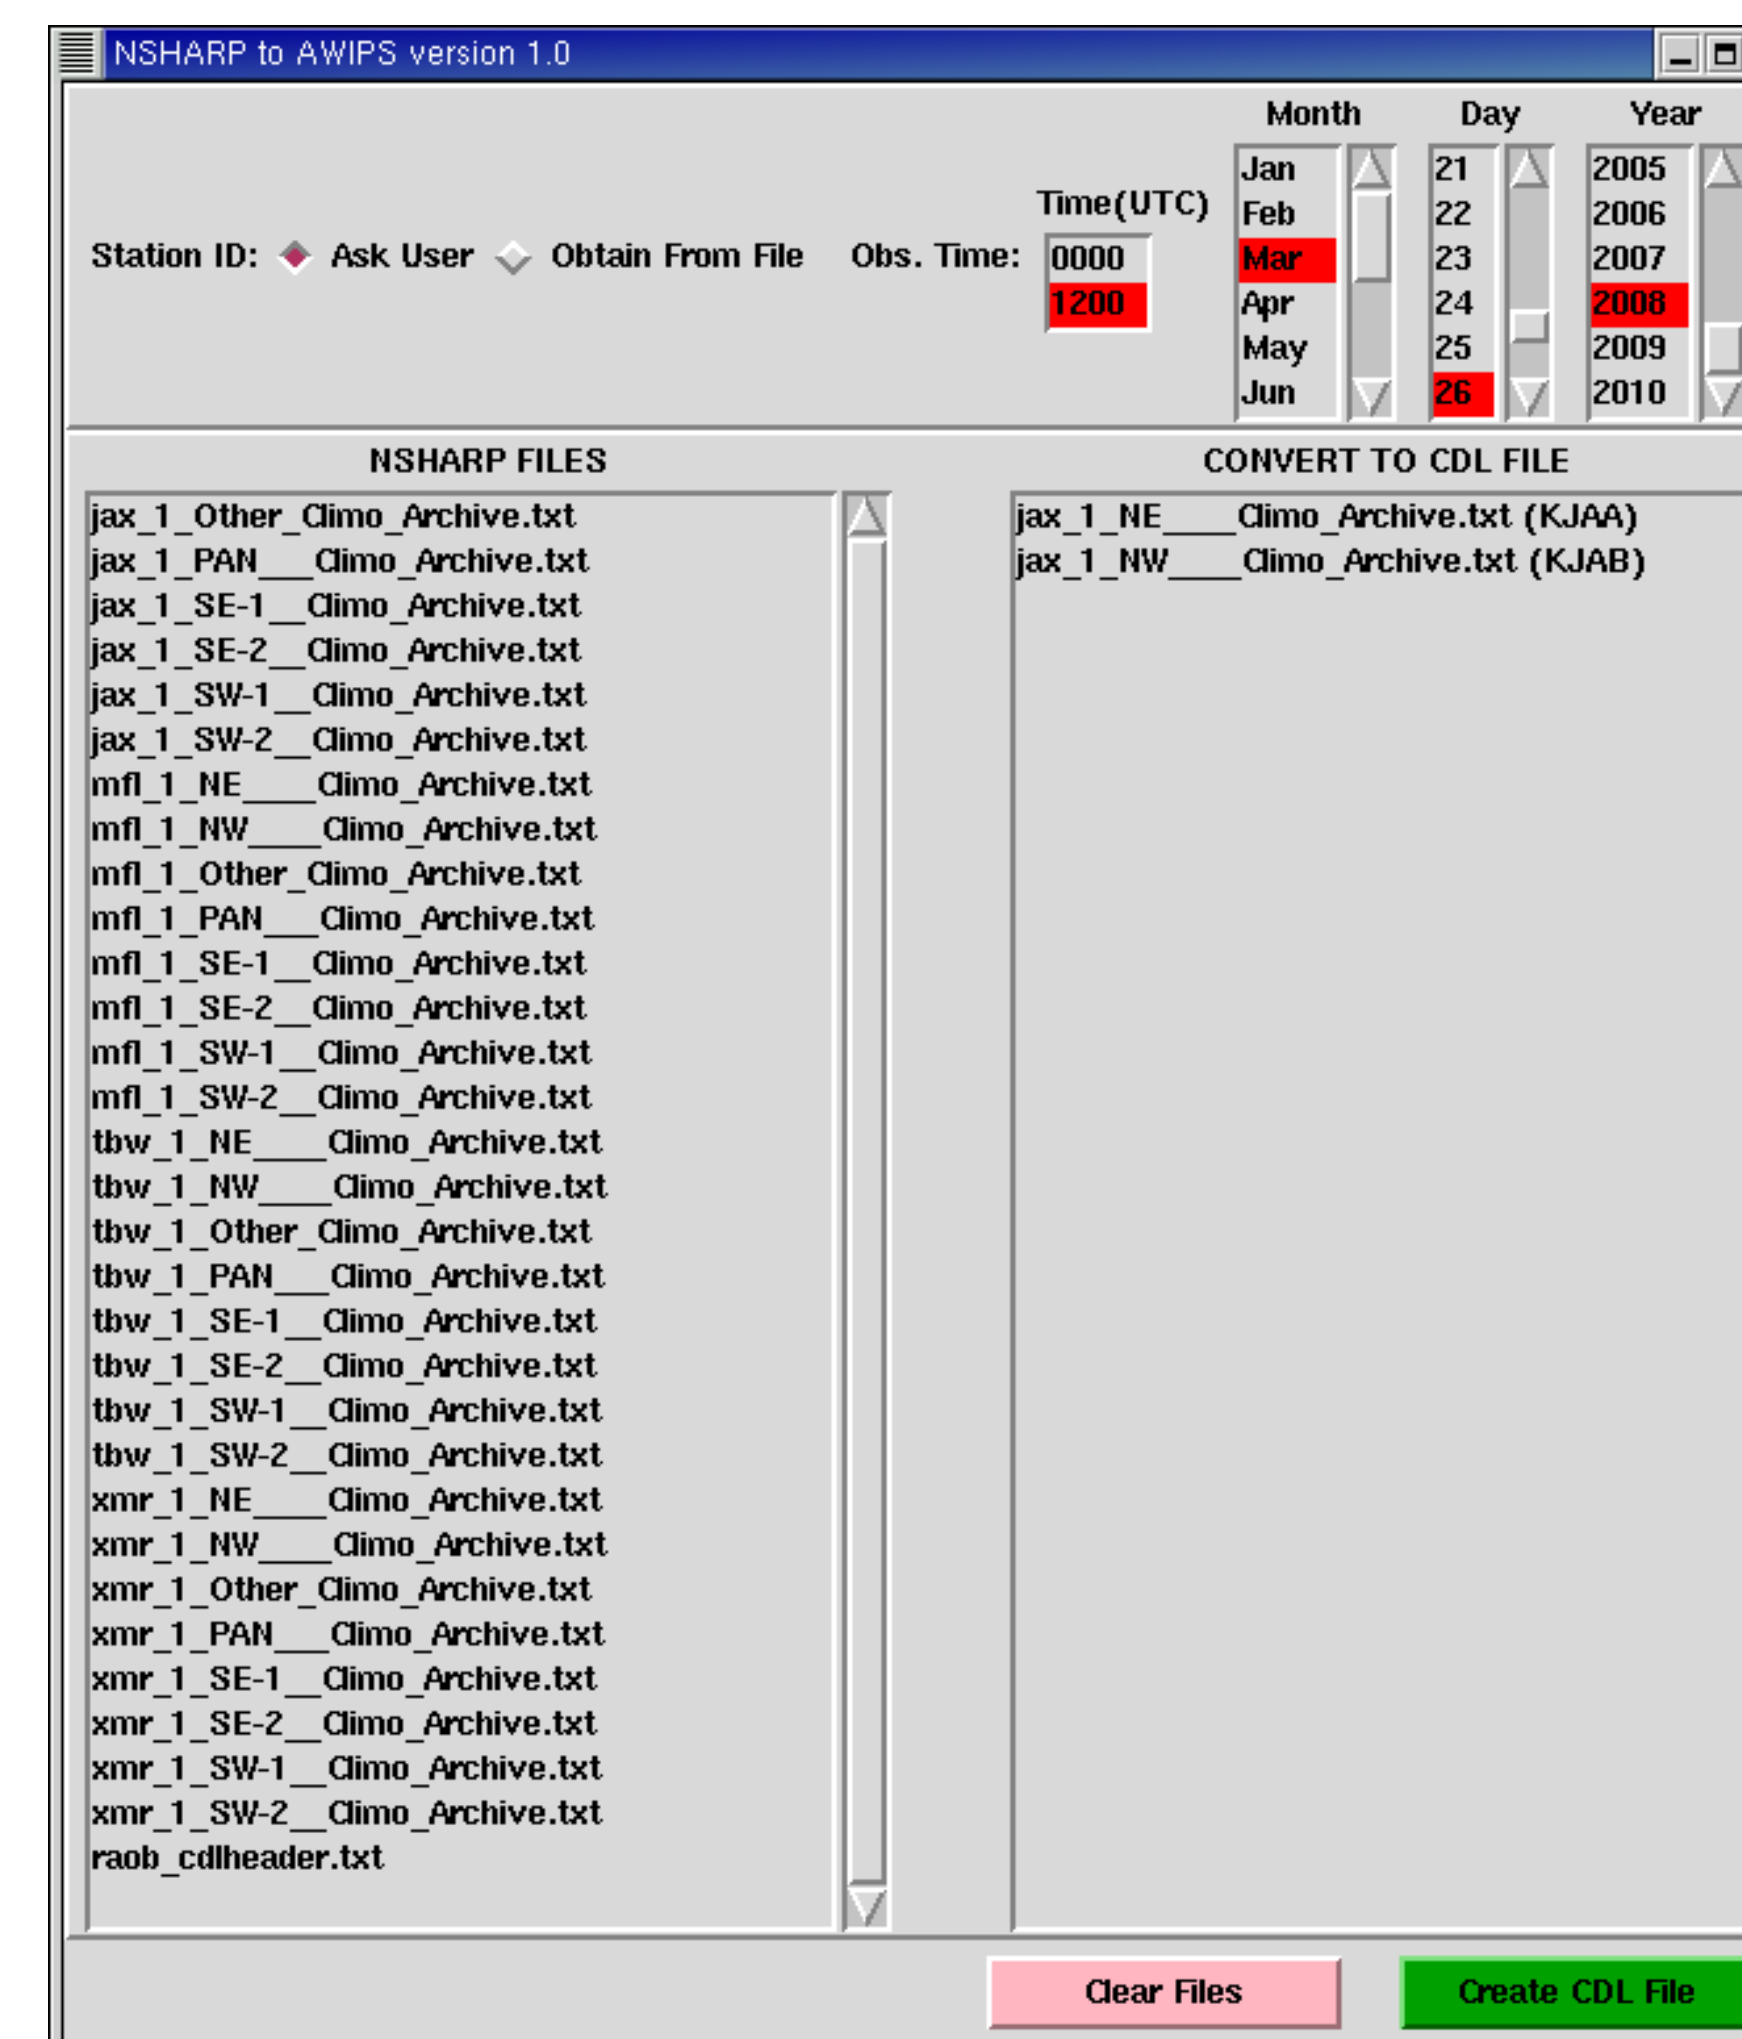 NSHARP to AWIPS version 1.0
Month Day Year
Time(UTC)
Station ID: Ask User Obtain From File Obs. Time:
0000
1200
Jan
Feb
Mar
Apr
May
Jun
21
22
23
24
25
26
2005
2006
2007
2008
2009
2010
NSHARP FILES
jax_1_Other_Climo_Archive.txt
jax_1_PAN___Climo_Archive.txt
jax_1_SE-1__Climo_Archive.txt
jax_1_SE-2__Climo_Archive.txt
jax_1_SW-1__Climo_Archive.txt
jax_1_SW-2__Climo_Archive.txt
mfl_1_NE____Climo_Archive.txt
mfl_1_NW____Climo_Archive.txt
mfl_1_Other_Climo_Archive.txt
mfl_1_PAN___Climo_Archive.txt
mfl_1_SE-1__Climo_Archive.txt
mfl_1_SE-2__Climo_Archive.txt
mfl_1_SW-1__Climo_Archive.txt
mfl_1_SW-2__Climo_Archive.txt
tbw_1_NE____Climo_Archive.txt
tbw_1_NW____Climo_Archive.txt
tbw_1_Other_Climo_Archive.txt
tbw_1_PAN___Climo_Archive.txt
tbw_1_SE-1__Climo_Archive.txt
tbw_1_SE-2__Climo_Archive.txt
tbw_1_SW-1__Climo_Archive.txt
tbw_1_SW-2__Climo_Archive.txt
xmr_1_NE____Climo_Archive.txt
xmr_1_NW____Climo_Archive.txt
xmr_1_Other_Climo_Archive.txt
xmr_1_PAN___Climo_Archive.txt
xmr_1_SE-1__Climo_Archive.txt
xmr_1_SE-2__Climo_Archive.txt
xmr_1_SW-1__Climo_Archive.txt
xmr_1_SW-2__Climo_Archive.txt
raob_cdlheader.txt
CONVERT TO CDL FILE
jax_1_NE____Climo_Archive.txt (KJAA)
jax_1_NW____Climo_Archive.txt (KJAB)
Clear Files
Create CDL File